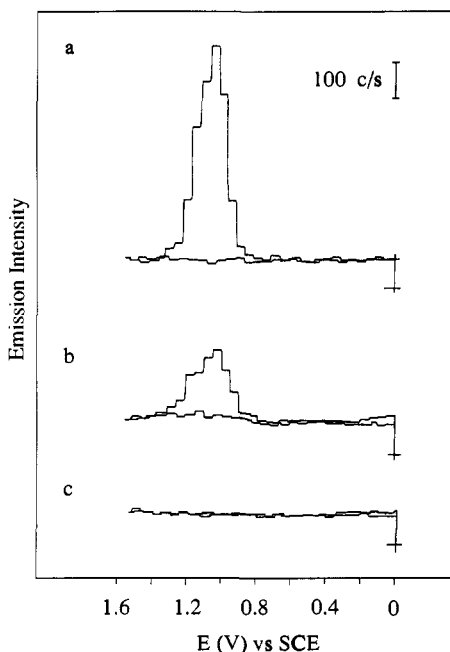 a
100 c/s
Emission Intensity
b
c
1.6 1.2 0.8 0.4 0
E (V) vs SCE